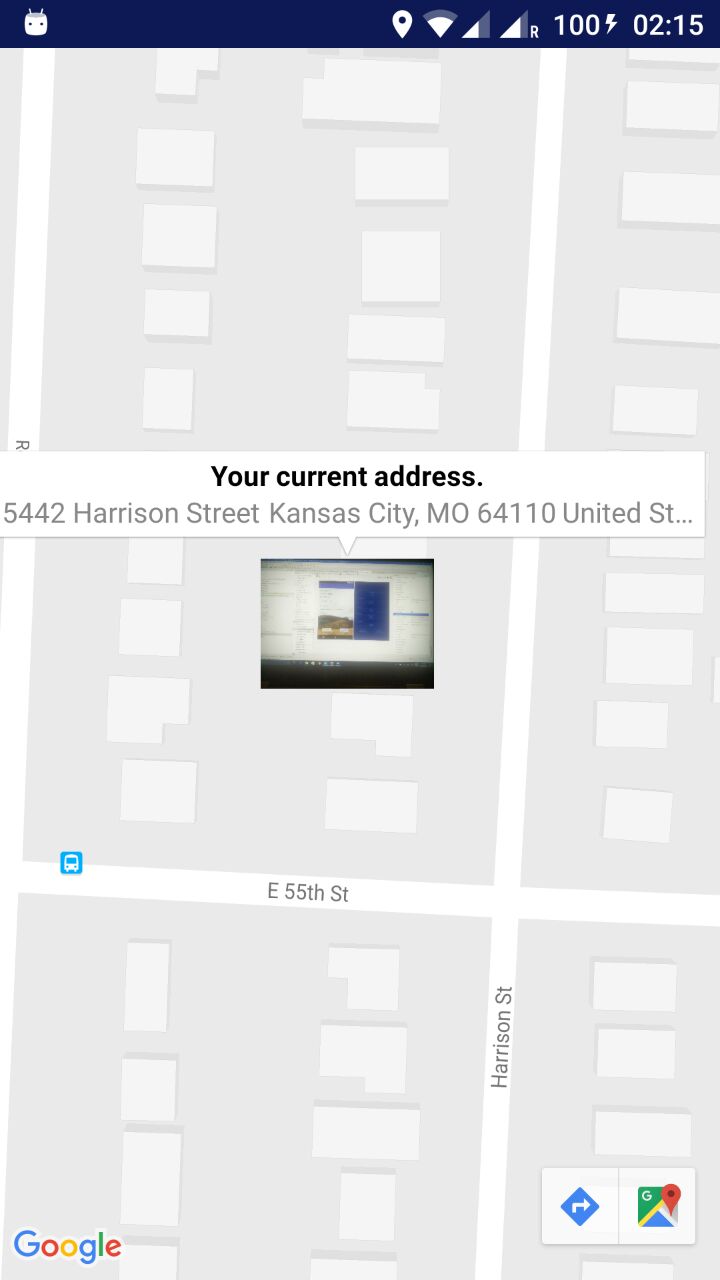 R 100 02:15
R
Your current address.
5442 Harrison Street Kansas City, MO 64110 United St...
E 55th St
Harrison St
G
Google